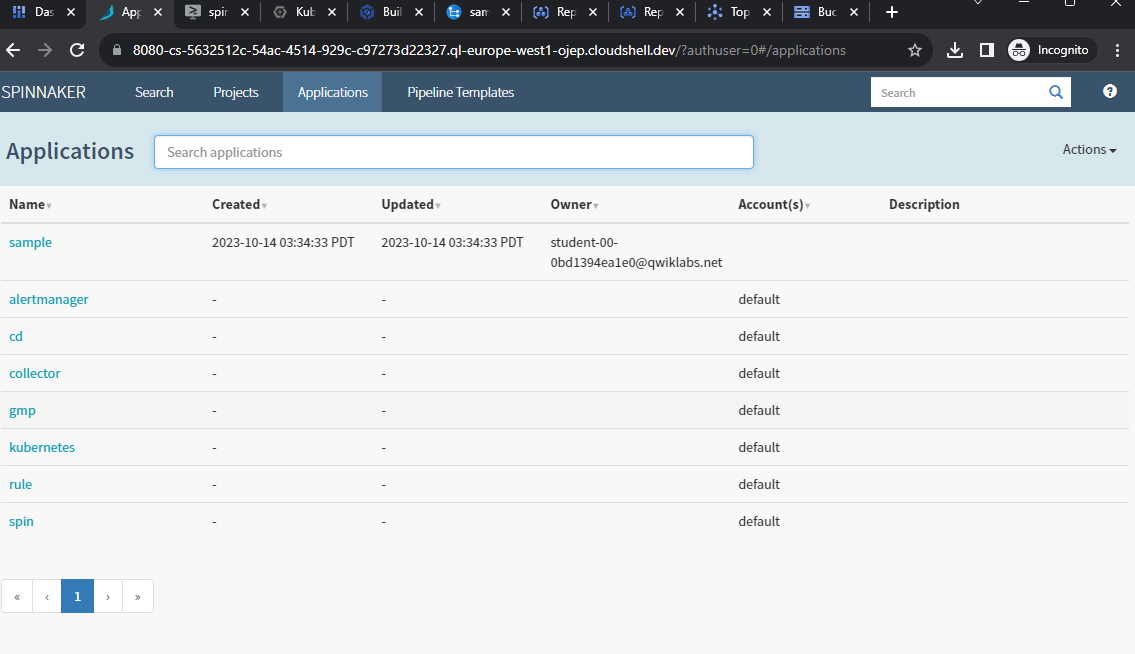 Das
App
spir
Kub
Buil
sam
Rep
Rep
Top
Buc
8080-cs-5632512c-54ac-4514-929c-c97273d22327.ql-europe-west1-ojep.cloudshell.dev/?authuser=0#/applications
Incognito
SPINNAKER Search Projects Applications Pipeline Templates Search
Applications Search applications Actions
Name Created Updated Owner Account(s) Description
sample 2023-10-14 03:34:33 PDT 2023-10-14 03:34:33 PDT student-00-
0bd1394ea1e0@qwiklabs.net
alertmanager - - default
cd - - default
collector - - default
gmp - - default
kubernetes - - default
rule - - default
spin - - default
« ‹ 1 › »